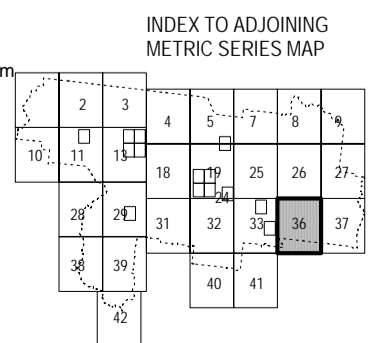 INDEX TO ADJOINING
METRIC SERIES MAP
m
2 3 4 5 7 8 9
10 11 13 18 19 25 26 27
24
28 29 31 32 33 36 37
38 39 40 41
42